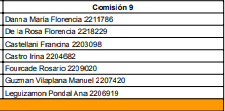 Comisión 9
Danna María Florencia 2211786
De la Rosa Florencia 2218229
Castellani Francina 2203098
Castro Irina 2204682
Fourcade Rosario 2209020
Guzman Vilaplana Manuel 2207420
Leguizamon Pondal Ana 2206919